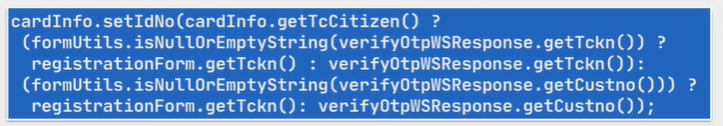 cardInfo.setIdNo(cardInfo.getTcCitizen() ?
(formUtils.isNullOrEmptyString(verifyOtpWSResponse.getTckn()) ?
registrationForm.getTckn() : verifyOtpWSResponse.getTckn()):
(formUtils.isNullOrEmptyString(verifyOtpWSResponse.getCustno())) ?
registrationForm.getTckn(): verifyOtpWSResponse.getCustno());